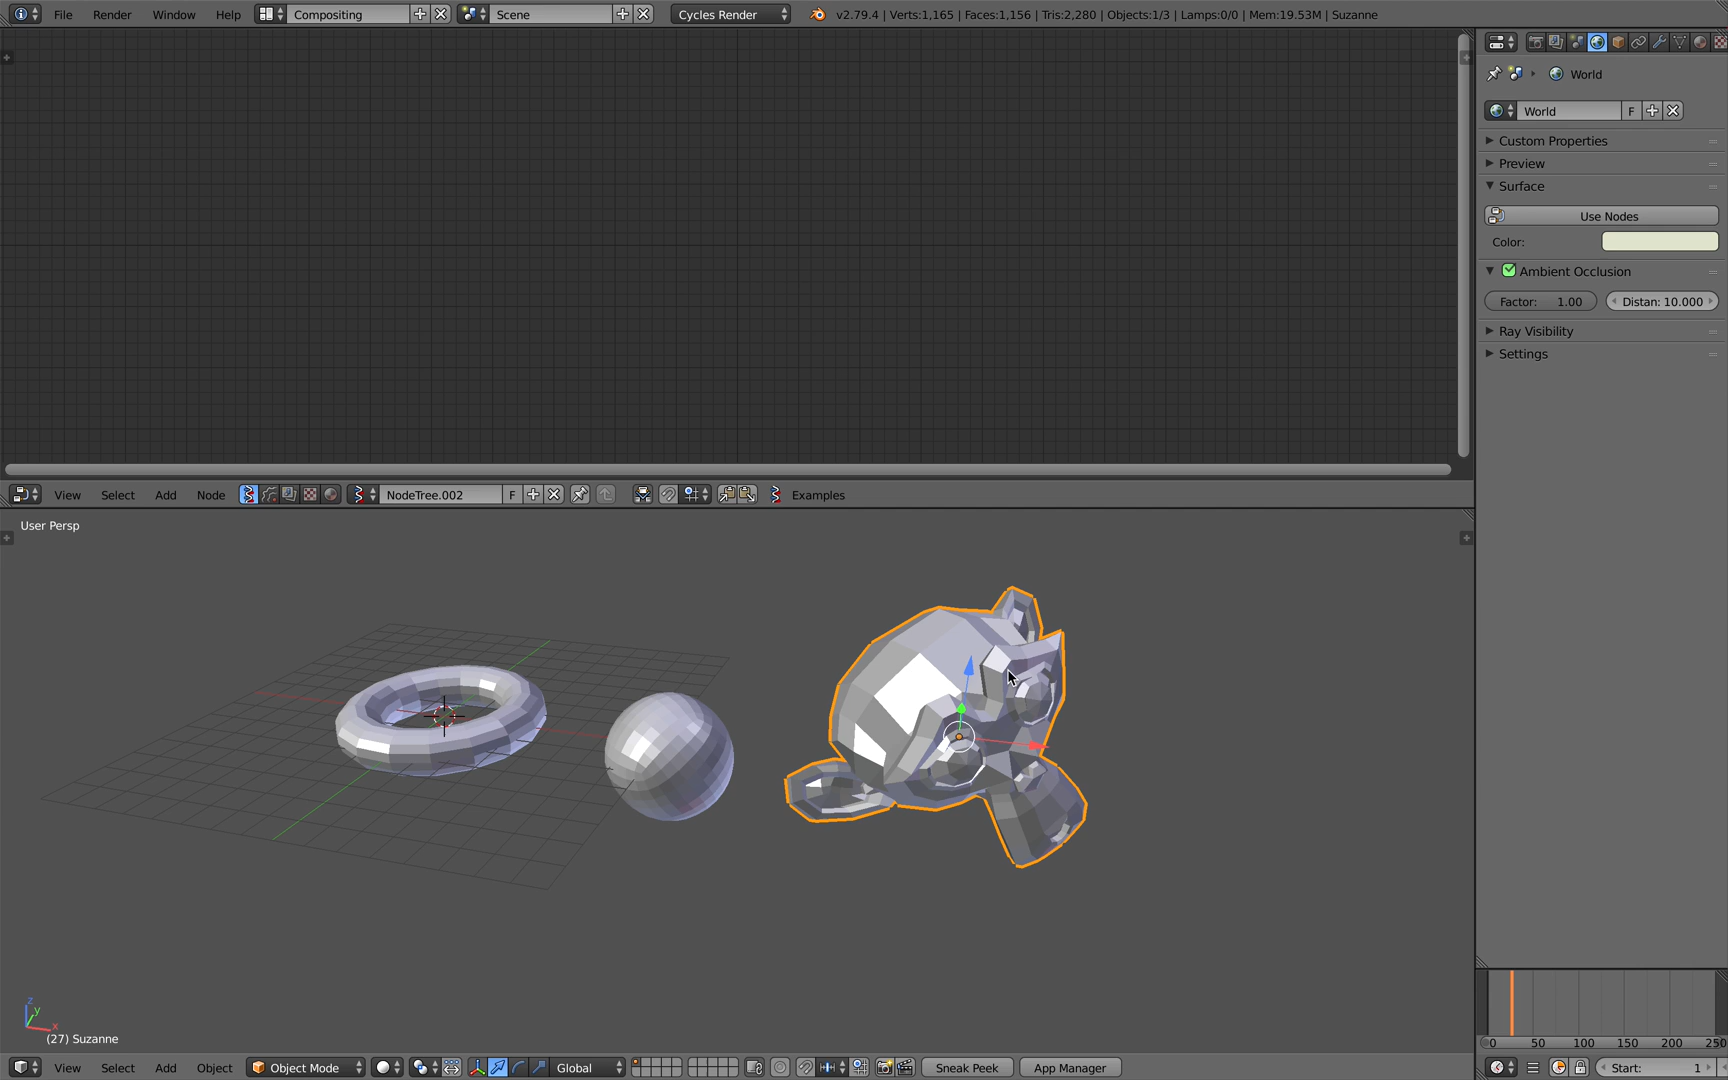 File Render Window Help Compositing Scene Cycles Render v2.79.4 | Verts:1,165 | Faces:1,156 | Tris:2,280 | Objects:1/3 | Lamps:0/0 | Mem:19.53M | Suzanne
World
World F
Custom Properties
Preview
Surface
Use Nodes
Color:
Ambient Occlusion
Factor: 1.00 Distan: 10.000
Ray Visibility
Settings
View Select Add Node NodeTree.002 F Examples
User Persp
z
y
x
(27) Suzanne
0 50 100 150 200 250
View Select Add Object Object Mode Global Sneak Peek App Manager Start: 1